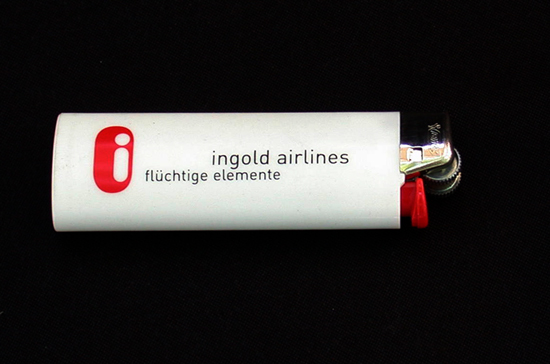 i
ingold airlines
flüchtige elemente